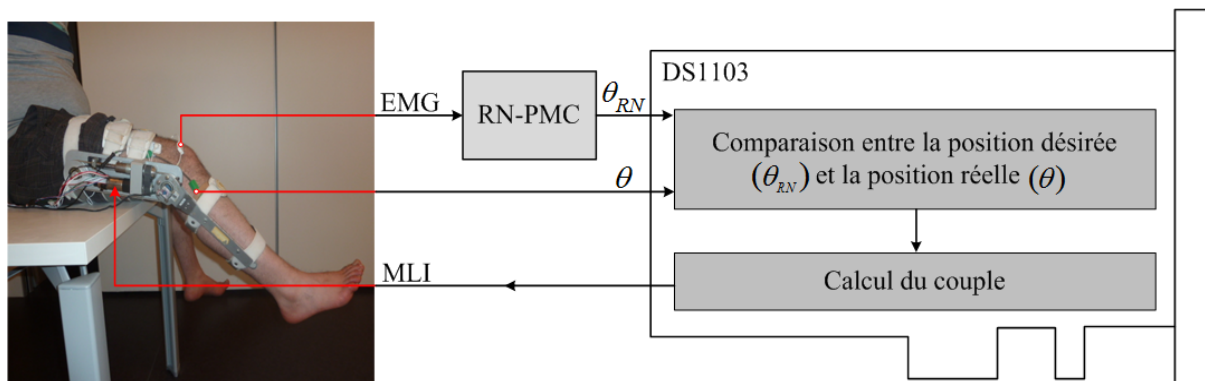 DS1103
EMG
RN-PMC
θRN
Comparaison entre la position désirée
(θRN) et la position réelle (θ)
θ
MLI
Calcul du couple